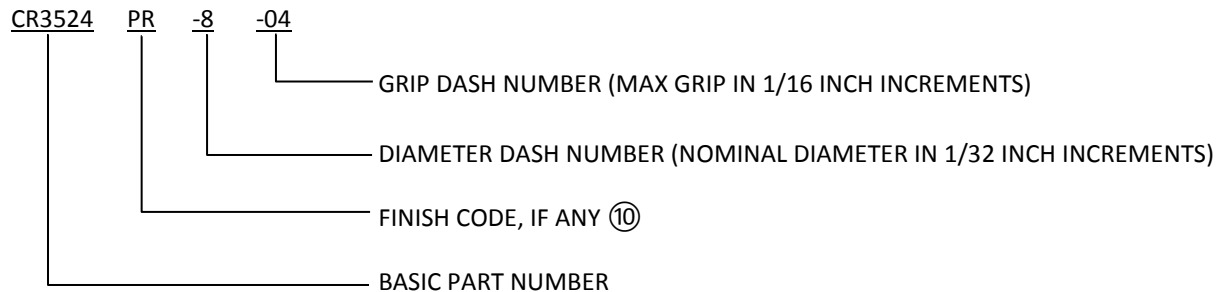 CR3524 PR -8 -04
GRIP DASH NUMBER (MAX GRIP IN 1/16 INCH INCREMENTS)
DIAMETER DASH NUMBER (NOMINAL DIAMETER IN 1/32 INCH INCREMENTS)
FINISH CODE, IF ANY ⑩
BASIC PART NUMBER